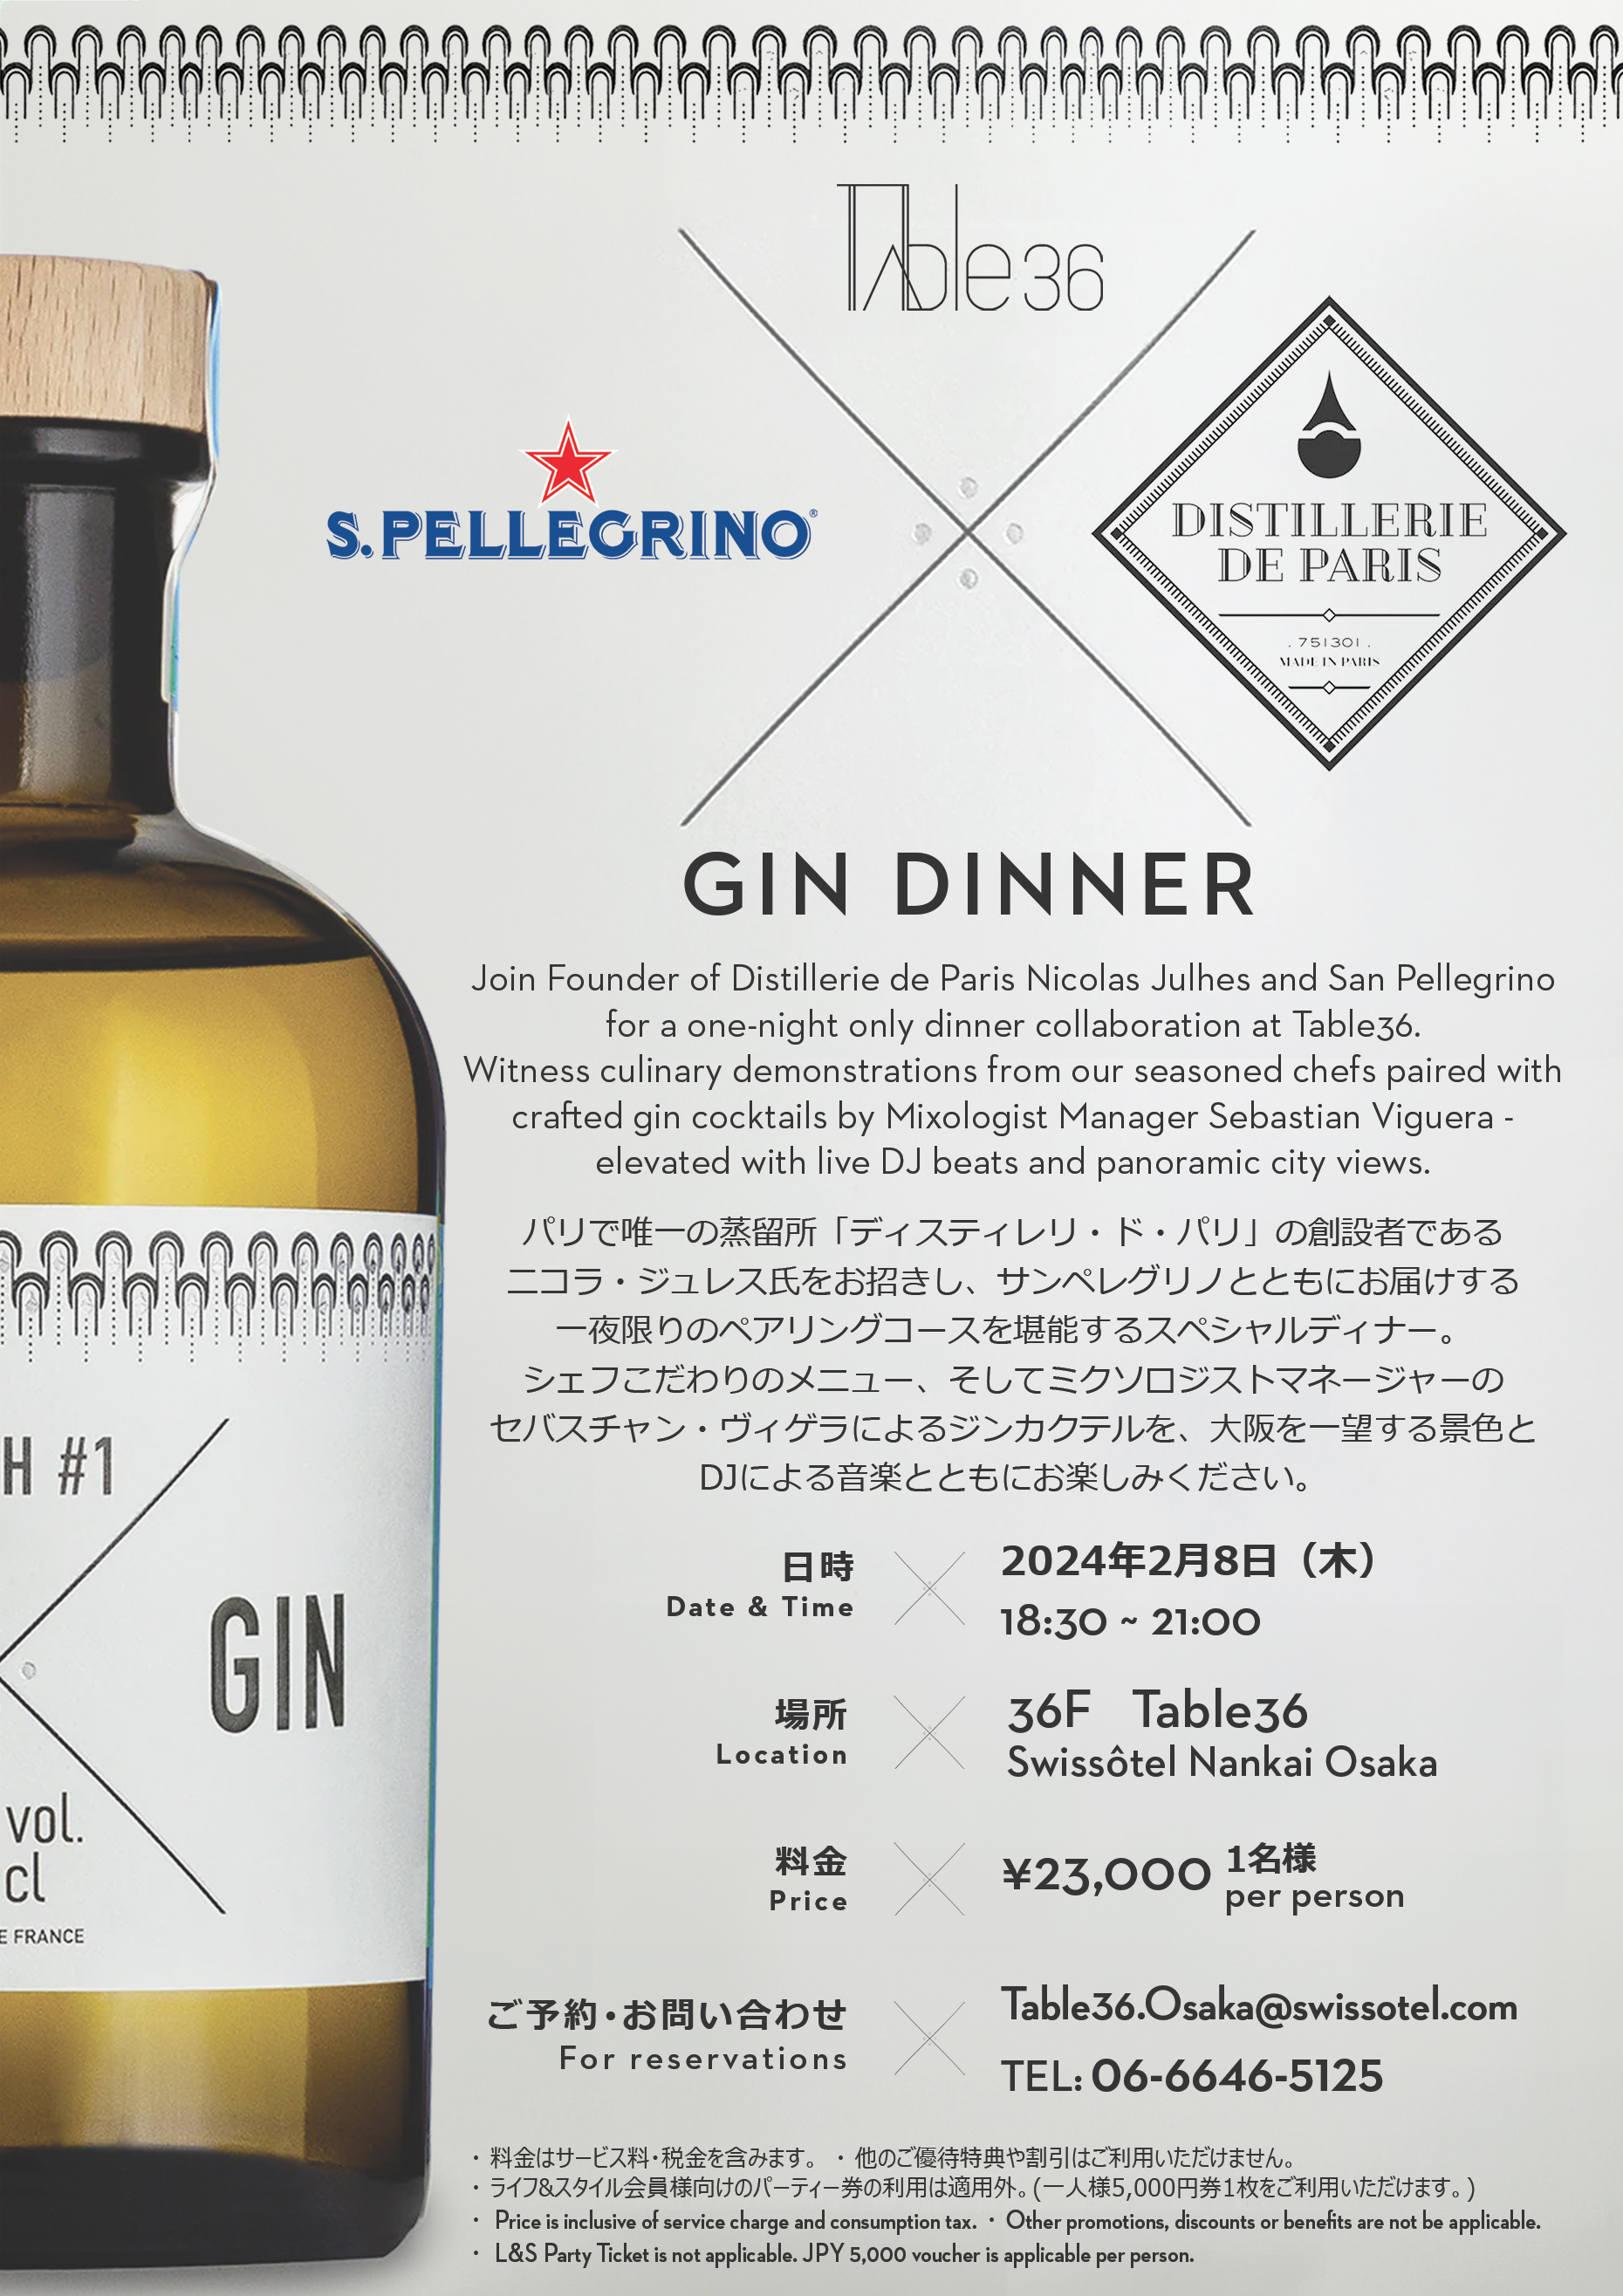 Table36
S.PELLEGRINO®
DISTILLERIE
DE PARIS
. 751301 .
MADE IN PARIS
GIN DINNER
Join Founder of Distillerie de Paris Nicolas Julhes and San Pellegrino
for a one-night only dinner collaboration at Table36.
Witness culinary demonstrations from our seasoned chefs paired with
crafted gin cocktails by Mixologist Manager Sebastian Viguera -
elevated with live DJ beats and panoramic city views.
パリで唯一の蒸留所「ディスティレリ・ド・パリ」の創設者である
ニコラ・ジュレス氏をお招きし、サンペレグリノとともにお届けする
一夜限りのペアリングコースを堪能するスペシャルディナー。
シェフこだわりのメニュー、そしてミクソロジストマネージャーの
セバスチャン・ヴィゲラによるジンカクテルを、大阪を一望する景色と
DJによる音楽とともにお楽しみください。
H #1
GIN
vol.
cl
E FRANCE
日時
Date & Time
2024年2月8日（木）
18:30 ~ 21:00
場所
Location
36F Table36
Swissôtel Nankai Osaka
料金
Price
¥23,000 1名様
per person
ご予約・お問い合わせ
For reservations
Table36.Osaka@swissotel.com
TEL: 06-6646-5125
・ 料金はサービス料・税金を含みます。 ・ 他のご優待特典や割引はご利用いただけません。
・ ライフ&スタイル会員様向けのパーティー券の利用は適用外。(一人様5,000円券1枚をご利用いただけます。)
・ Price is inclusive of service charge and consumption tax. ・ Other promotions, discounts or benefits are not be applicable.
・ L&S Party Ticket is not applicable. JPY 5,000 voucher is applicable per person.